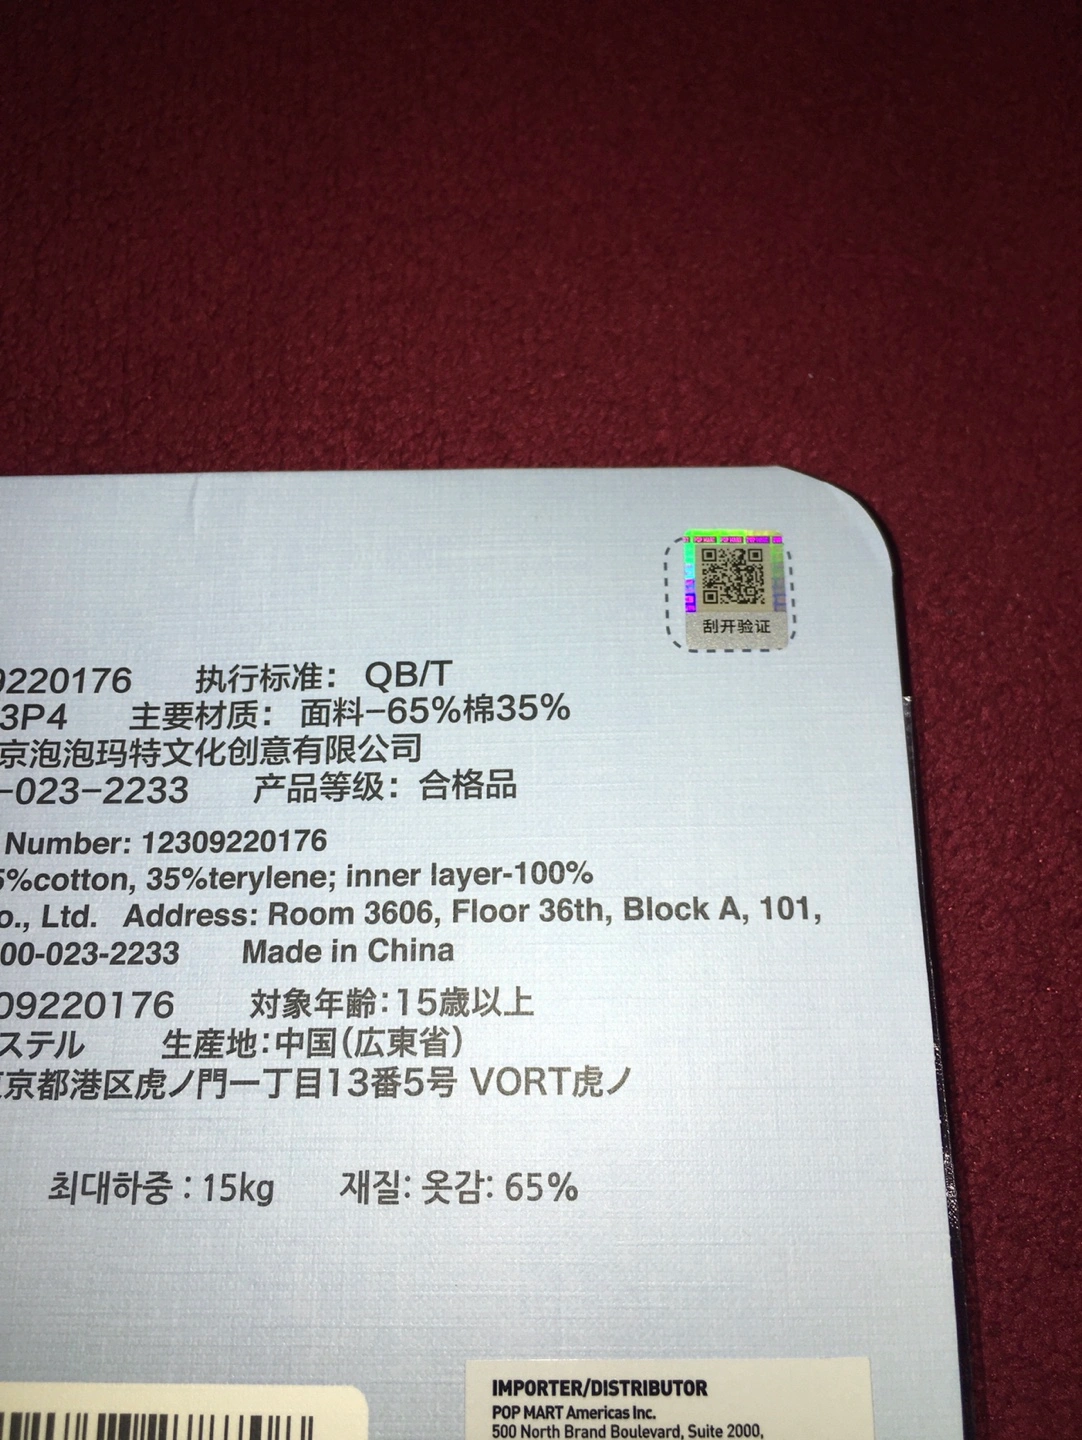 刮开验证
9220176 执行标准: QB/T
3P4 主要材质: 面料-65%棉35%
京泡泡玛特文化创意有限公司
-023-2233 产品等级: 合格品
Number: 12309220176
5%cotton, 35%terylene; inner layer-100%
o., Ltd. Address: Room 3606, Floor 36th, Block A, 101,
00-023-2233 Made in China
09220176 対象年齢:15歳以上
ステル 生産地:中国(広東省)
京都港区虎ノ門一丁目13番5号 VORT虎ノ
최대하중 : 15kg 재질: 옷감: 65%
IMPORTER/DISTRIBUTOR
POP MART Americas Inc.
500 North Brand Boulevard, Suite 2000,